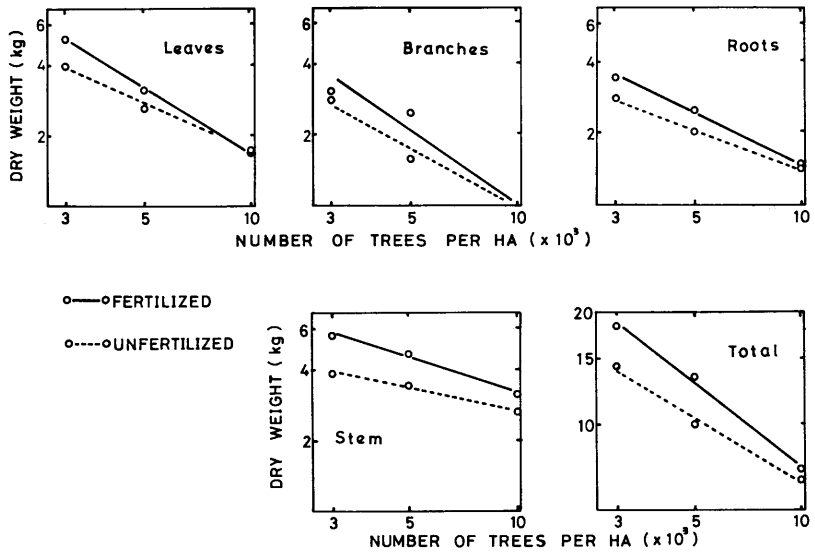 DRY WEIGHT (kg)
6
4
2
Leaves
3 5 10
Branches
6
4
2
3 5 10
Roots
6
4
2
3 5 10
NUMBER OF TREES PER HA (×10³)
FERTILIZED
UNFERTILIZED
DRY WEIGHT (kg)
6
4
2
Stem
3 5 10
20
15
10
Total
3 5 10
NUMBER OF TREES PER HA (×10³)